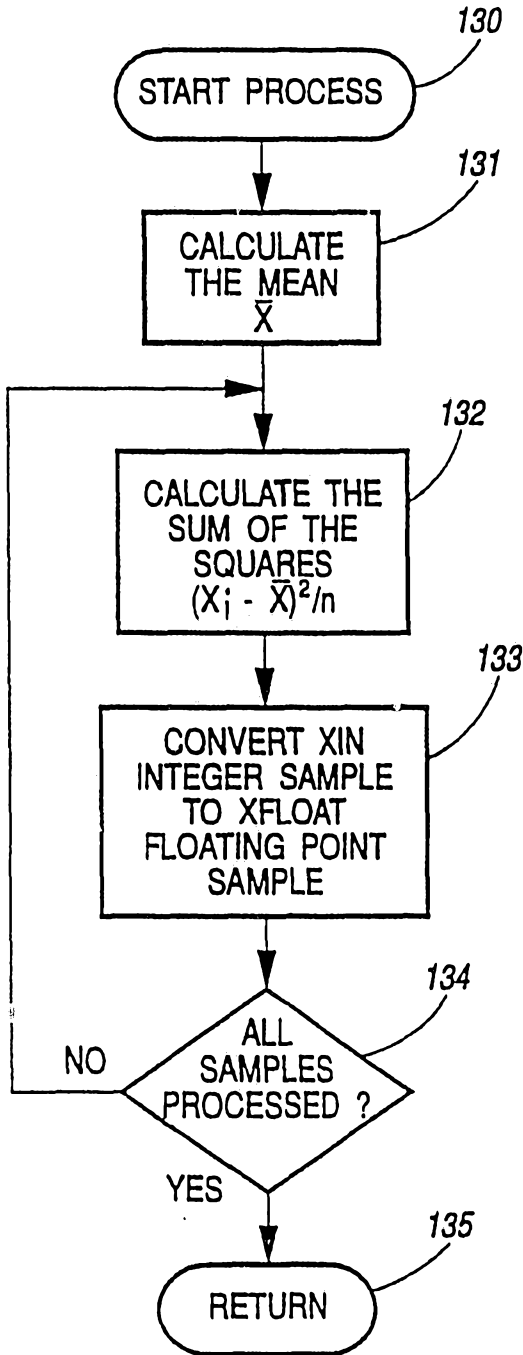 130
START PROCESS
131
CALCULATE
THE MEAN
X̄
132
CALCULATE THE
SUM OF THE
SQUARES
(Xi - X̄)²/n
133
CONVERT XIN
INTEGER SAMPLE
TO XFLOAT
FLOATING POINT
SAMPLE
134
ALL
SAMPLES
PROCESSED ?
NO
YES
135
RETURN